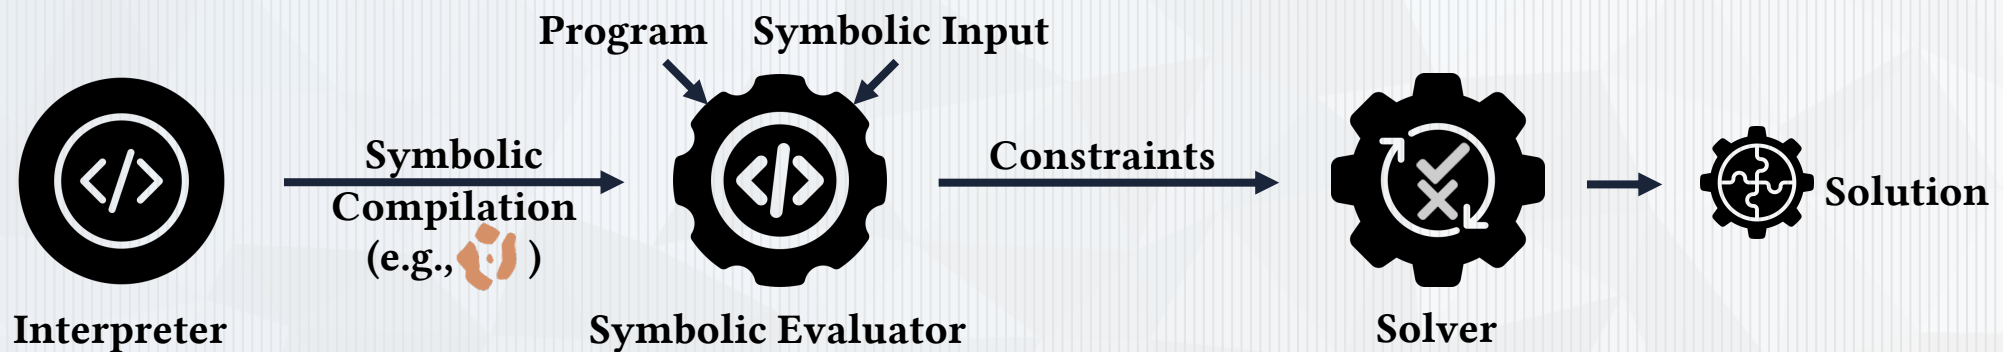 Program
Symbolic Input
Symbolic
Compilation
(e.g., )
Constraints
Solution
Interpreter
Symbolic Evaluator
Solver